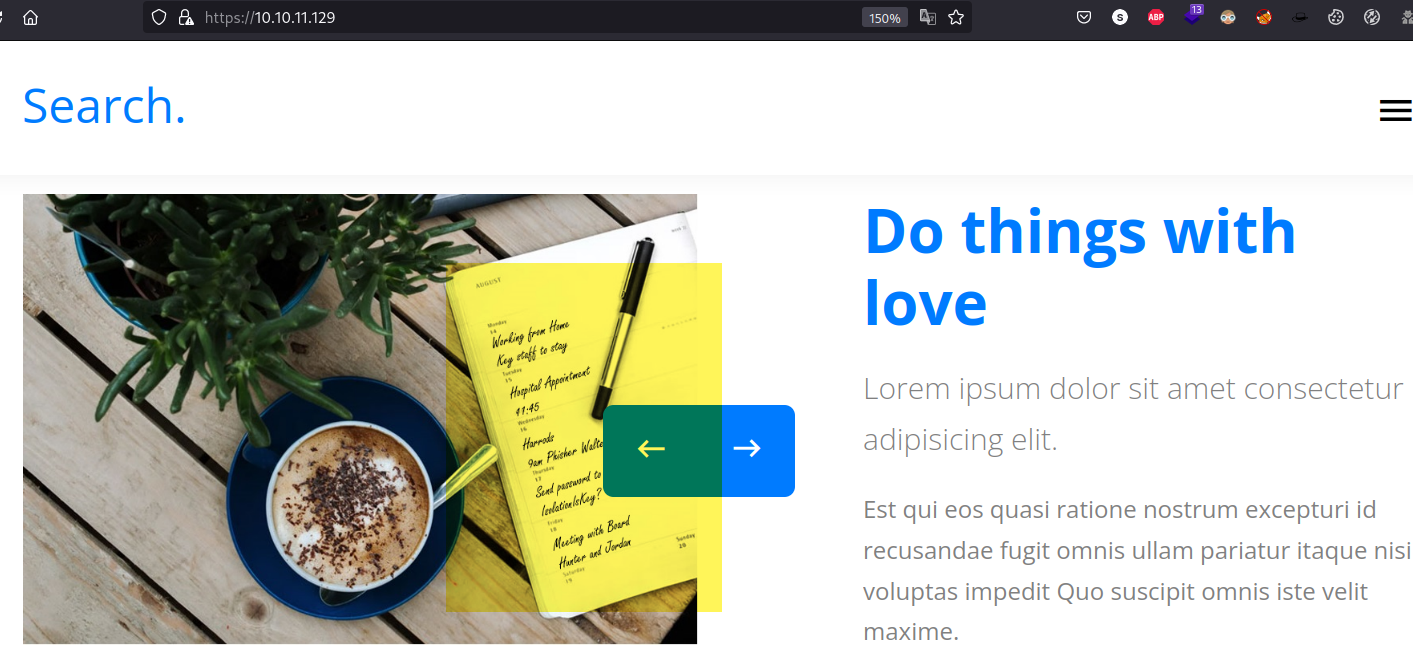 https://10.10.11.129
150%
S
ABP
13
Search.
Do things with
love
Lorem ipsum dolor sit amet consectetur
adipisicing elit.
Est qui eos quasi ratione nostrum excepturi id
recusandae fugit omnis ullam pariatur itaque nisi
voluptas impedit Quo suscipit omnis iste velit
maxime.
AUGUST
Monday
14
Working from Home
Key staff to stay
Tuesday
15
Hospital Appointment
11:45
Wednesday
16
Harrods
9am Phisher Walte
Thursday
17
Send password to
IsolationIsKey?
Friday
18
Meeting with Board
Hunter and Jordan
Saturday
19
Sunday
20